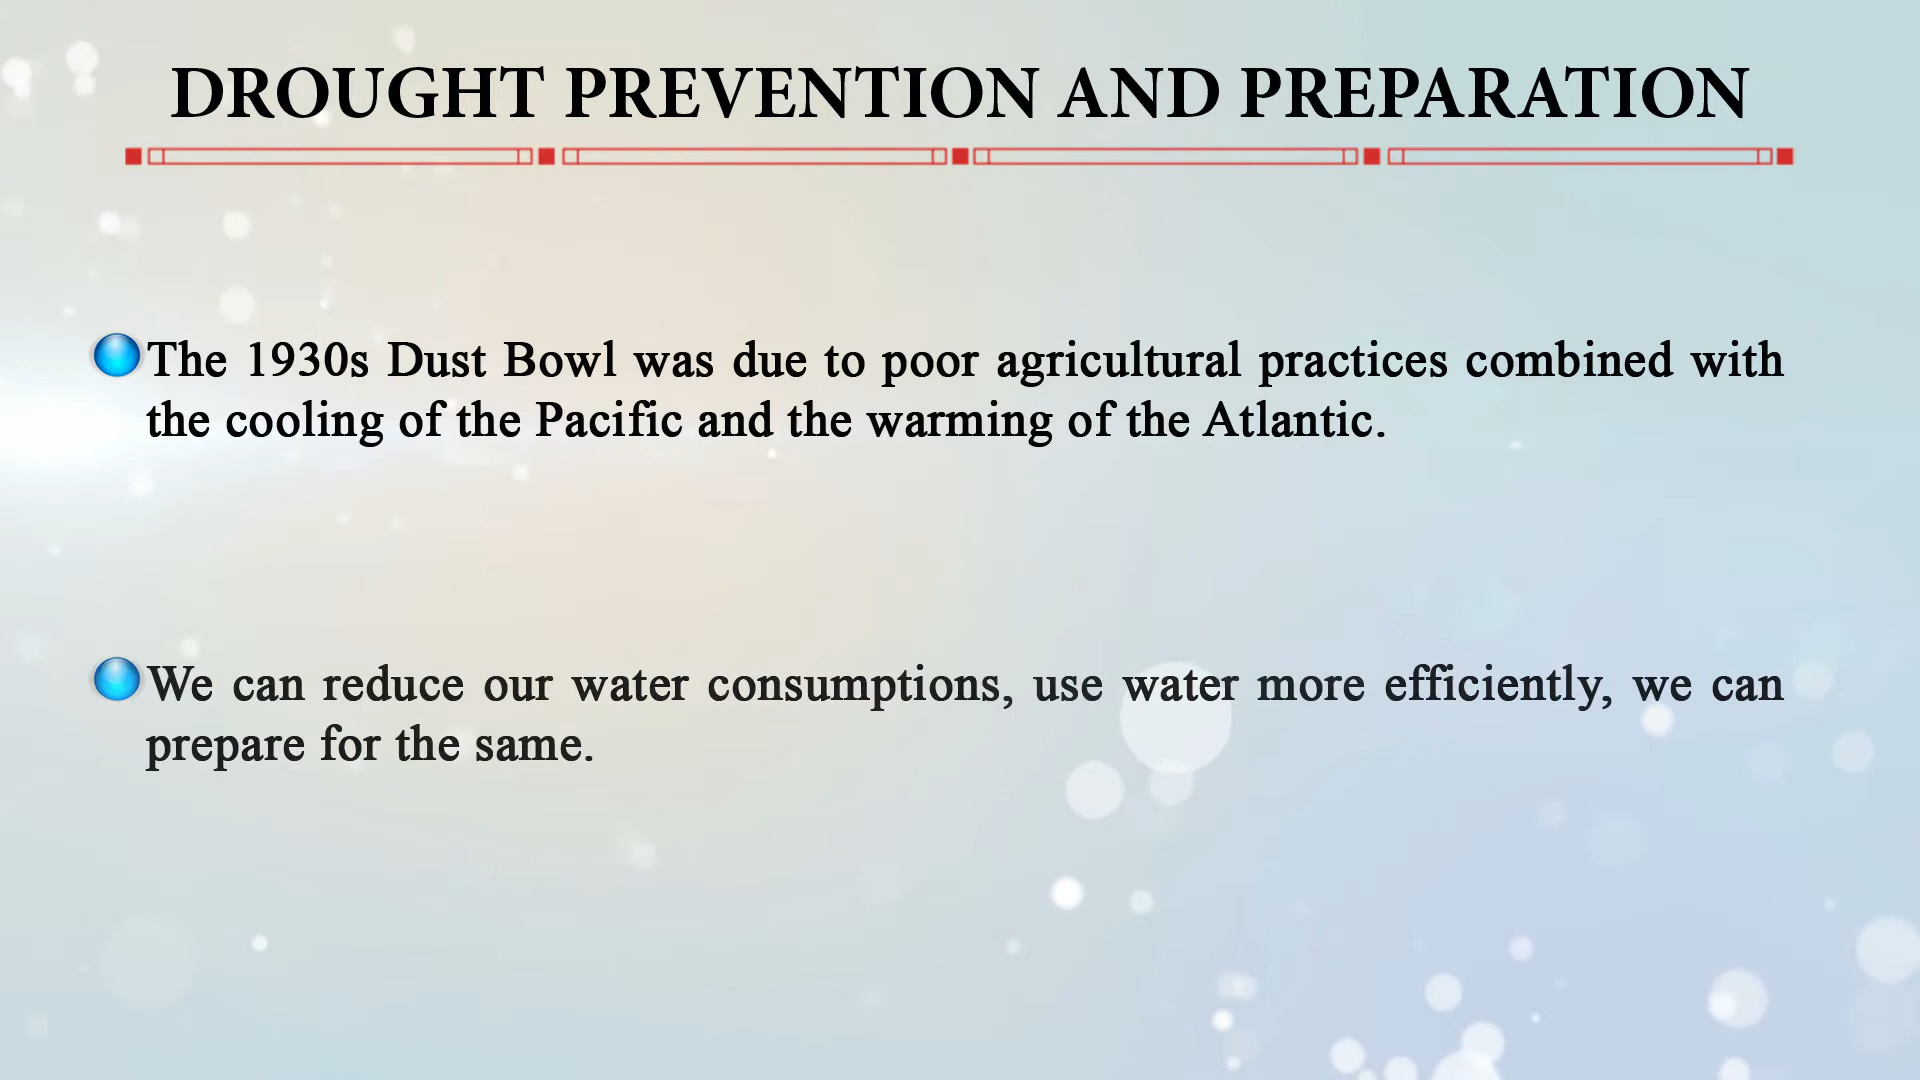 DROUGHT PREVENTION AND PREPARATION
The 1930s Dust Bowl was due to poor agricultural practices combined with
the cooling of the Pacific and the warming of the Atlantic.
We can reduce our water consumptions, use water more efficiently, we can
prepare for the same.